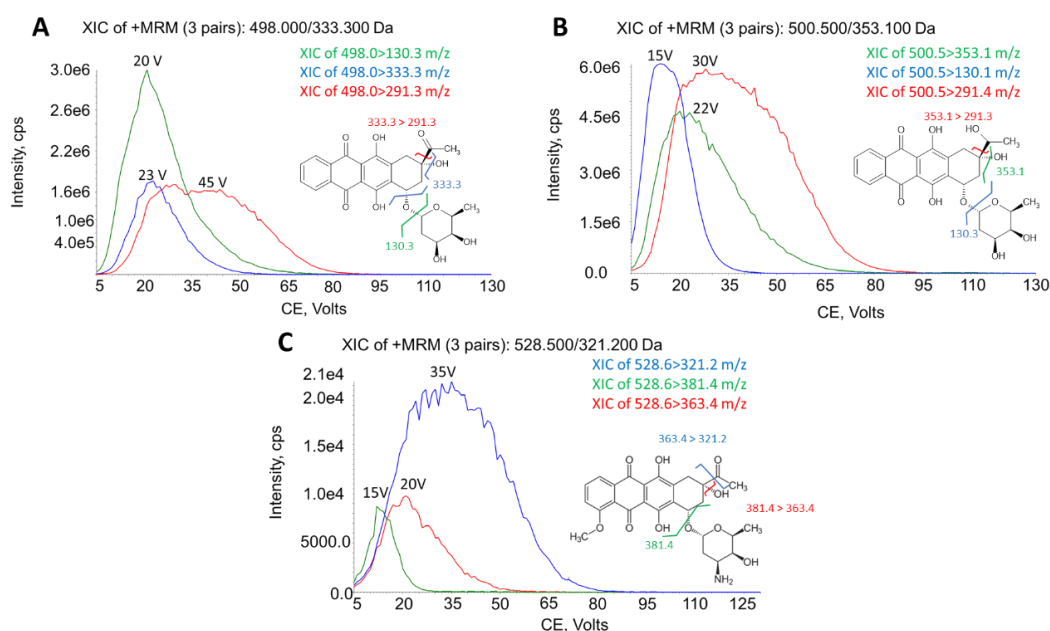 A
XIC of +MRM (3 pairs): 498.000/333.300 Da
XIC of 498.0>130.3 m/z
XIC of 498.0>333.3 m/z
XIC of 498.0>291.3 m/z
20 V
23 V
45 V
3.0e6
2.6e6
2.2e6
1.6e6
1.0e6
4.0e5
Intensity, cps
5
20
35
50
65
80
95
110
130
CE, Volts
333.3 > 291.3
O
OH
O
CH₃
OH
333.3
O
OH
O
O
CH₃
130.3
OH
OH
B
XIC of +MRM (3 pairs): 500.500/353.100 Da
XIC of 500.5>353.1 m/z
XIC of 500.5>130.1 m/z
XIC of 500.5>291.4 m/z
15V
30V
22V
6.0e6
4.5e6
3.0e6
1.5e6
0.0
Intensity, cps
5
20
35
50
65
80
95
110
130
CE, Volts
353.1 > 291.3
O
OH
HO
CH₃
OH
353.1
O
OH
O
O
CH₃
130.3
OH
OH
C
XIC of +MRM (3 pairs): 528.500/321.200 Da
XIC of 528.6>321.2 m/z
XIC of 528.6>381.4 m/z
XIC of 528.6>363.4 m/z
35V
15V
20V
2.1e4
2.0e4
1.5e4
1.0e4
5000.0
0.0
Intensity, cps
5
20
35
50
65
80
95
110
125
CE, Volts
363.4 > 321.2
O
OH
O
CH₃
OH
381.4 > 363.4
O
O
OH
O
CH₃
381.4
O
CH₃
OH
NH₂